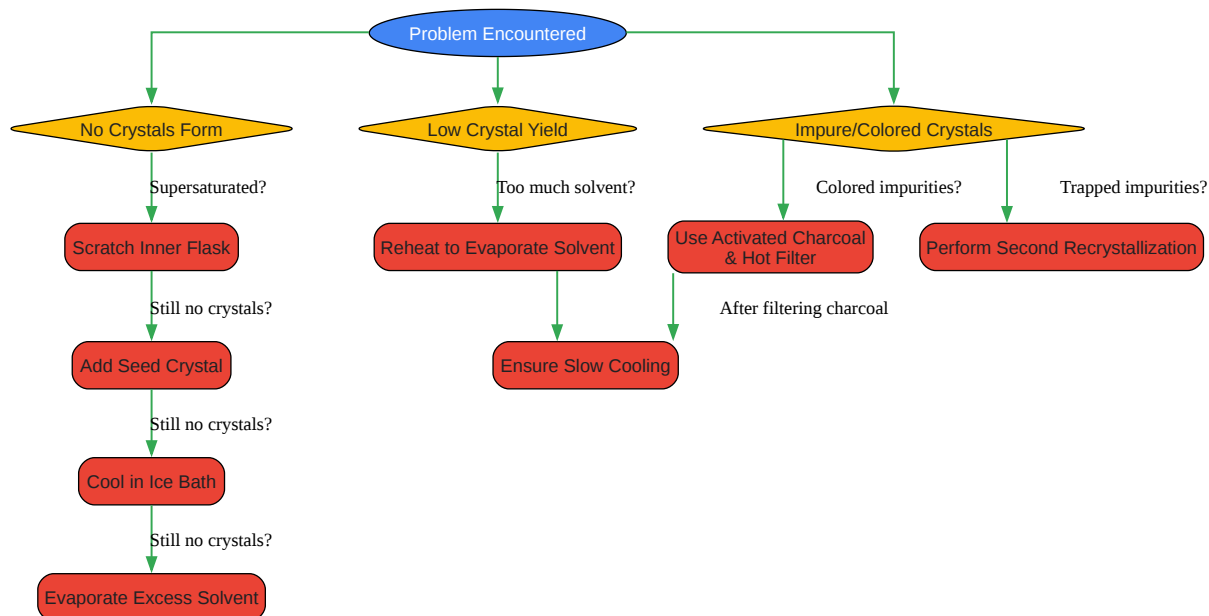 Problem Encountered
No Crystals Form
Low Crystal Yield
Impure/Colored Crystals
Supersaturated?
Too much solvent?
Colored impurities?
Trapped impurities?
Scratch Inner Flask
Reheat to Evaporate Solvent
Use Activated Charcoal
& Hot Filter
Perform Second Recrystallization
Still no crystals?
After filtering charcoal
Add Seed Crystal
Ensure Slow Cooling
Still no crystals?
Cool in Ice Bath
Still no crystals?
Evaporate Excess Solvent